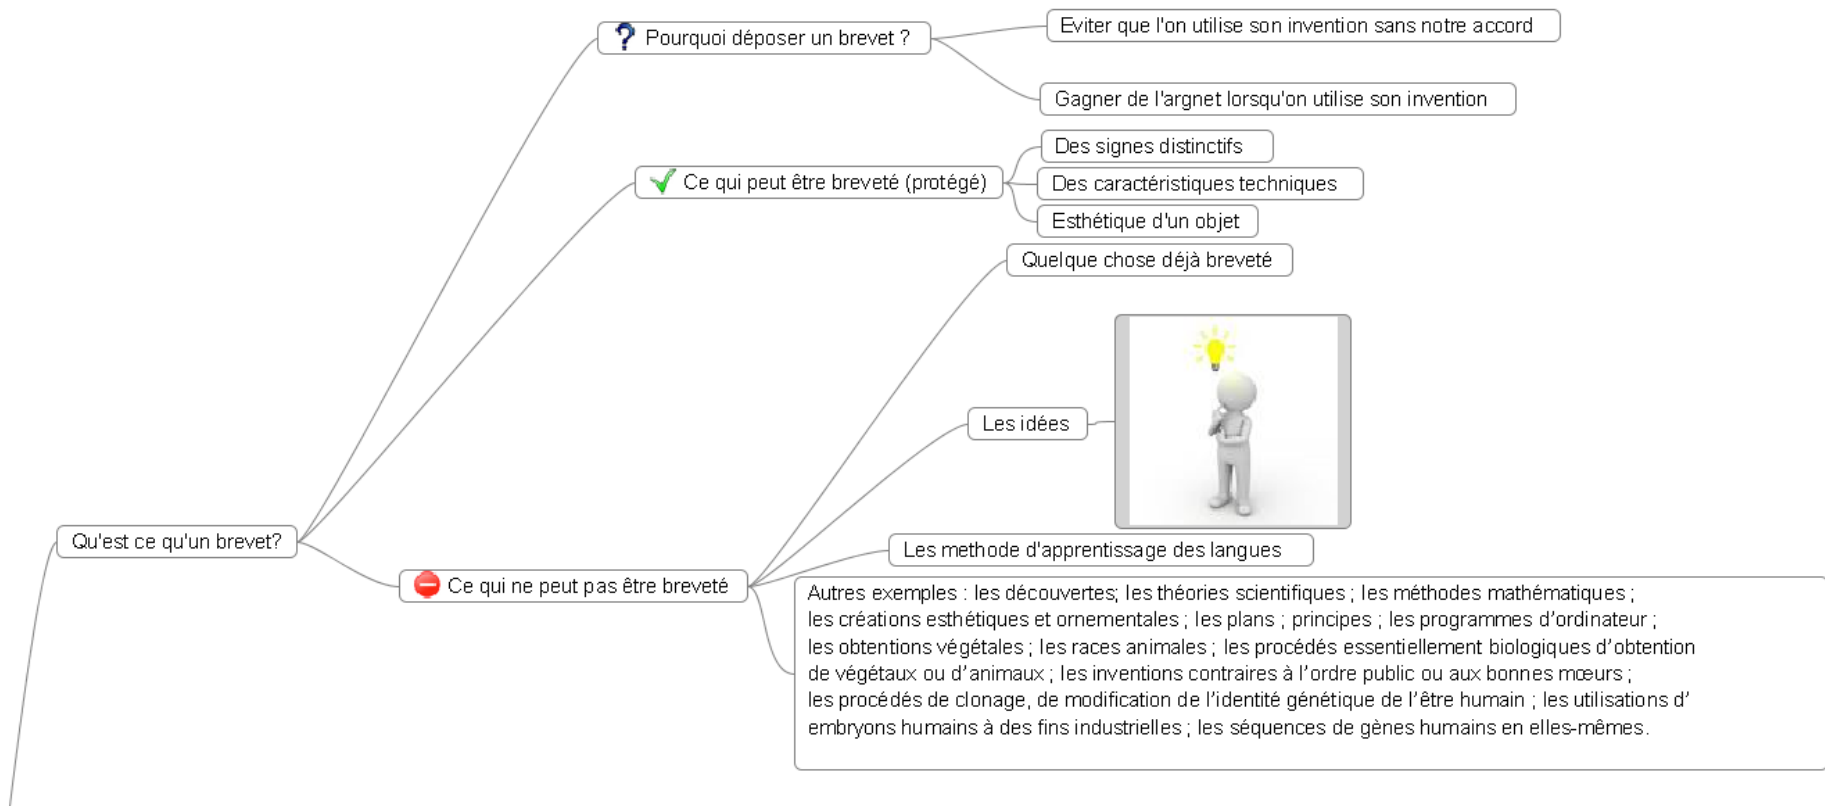 Pourquoi déposer un brevet ?
Eviter que l'on utilise son invention sans notre accord
Gagner de l'argnet lorsqu'on utilise son invention
Ce qui peut être breveté (protégé)
Des signes distinctifs
Des caractéristiques techniques
Esthétique d'un objet
Qu'est ce qu'un brevet?
Ce qui ne peut pas être breveté
Quelque chose déjà breveté
Les idées
Les methode d'apprentissage des langues
Autres exemples : les découvertes; les théories scientifiques ; les méthodes mathématiques ;
les créations esthétiques et ornementales ; les plans ; principes ; les programmes d’ordinateur ;
les obtentions végétales ; les races animales ; les procédés essentiellement biologiques d’obtention
de végétaux ou d’animaux ; les inventions contraires à l’ordre public ou aux bonnes mœurs ;
les procédés de clonage, de modification de l’identité génétique de l’être humain ; les utilisations d’
embryons humains à des fins industrielles ; les séquences de gènes humains en elles-mêmes.